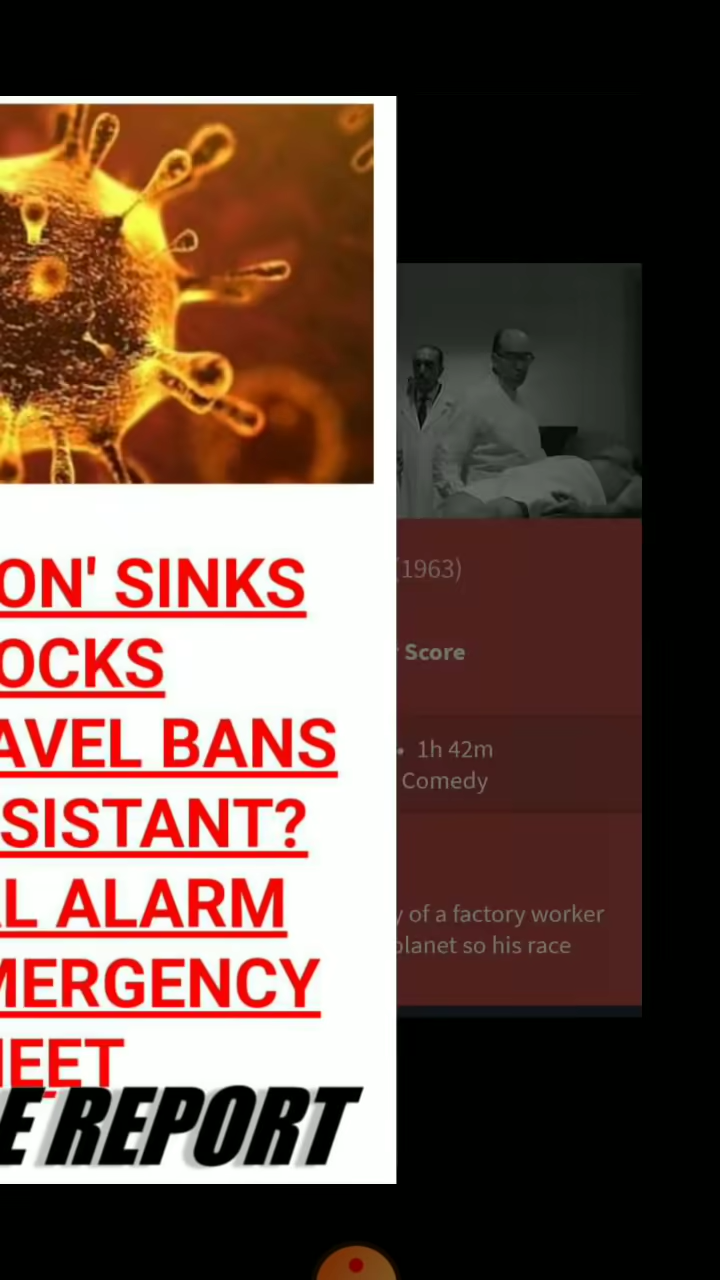 ON' SINKS
OCKS
AVEL BANS
SISTANT?
L ALARM
MERGENCY
EET
E REPORT
(1963)
Score
• 1h 42m
Comedy
y of a factory worker
planet so his race